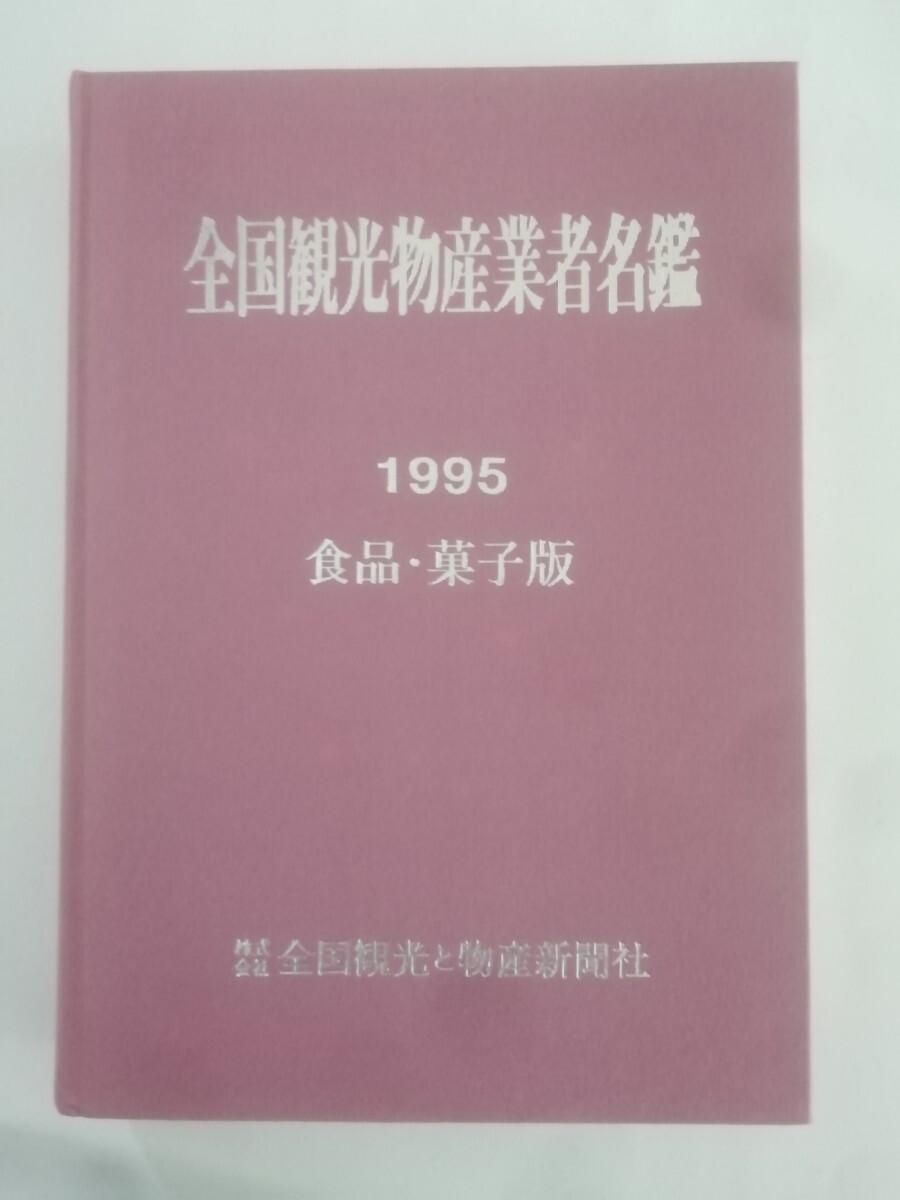 全国観光物産業者名鑑
1995
食品・菓子版
株式会社 全国観光と物産新聞社